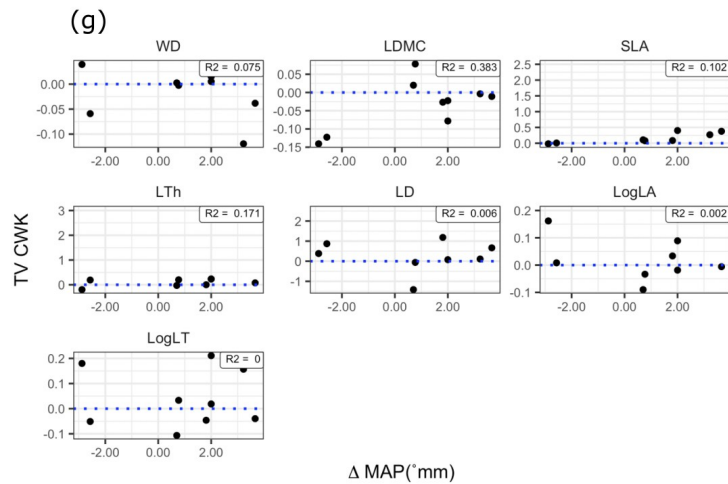 (g)
WD LDMC SLA
R2 = 0.075 R2 = 0.383 R2 = 0.102
0.00 -0.05 -0.10
0.05 0.00 -0.05 -0.10 -0.15
2.5 2.0 1.5 1.0 0.5 0.0
-2.00 0.00 2.00 -2.00 0.00 2.00 -2.00 0.00 2.00
LTh LD LogLA
R2 = 0.171 R2 = 0.006 R2 = 0.002
3 2 1 0
2 1 0 -1
0.2 0.1 0.0 -0.1
-2.00 0.00 2.00 -2.00 0.00 2.00
LogLT
R2 = 0
0.2 0.1 0.0 -0.1
-2.00 0.00 2.00
TV CWK
Δ MAP(˚mm)